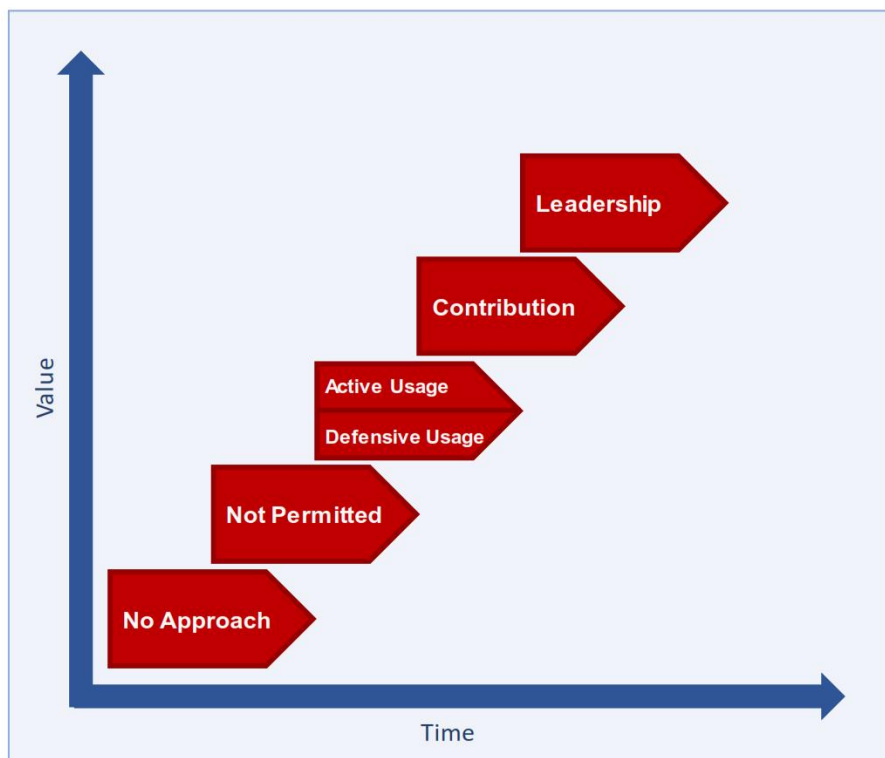 Leadership
Contribution
Active Usage
Defensive Usage
Not Permitted
No Approach
Value
Time